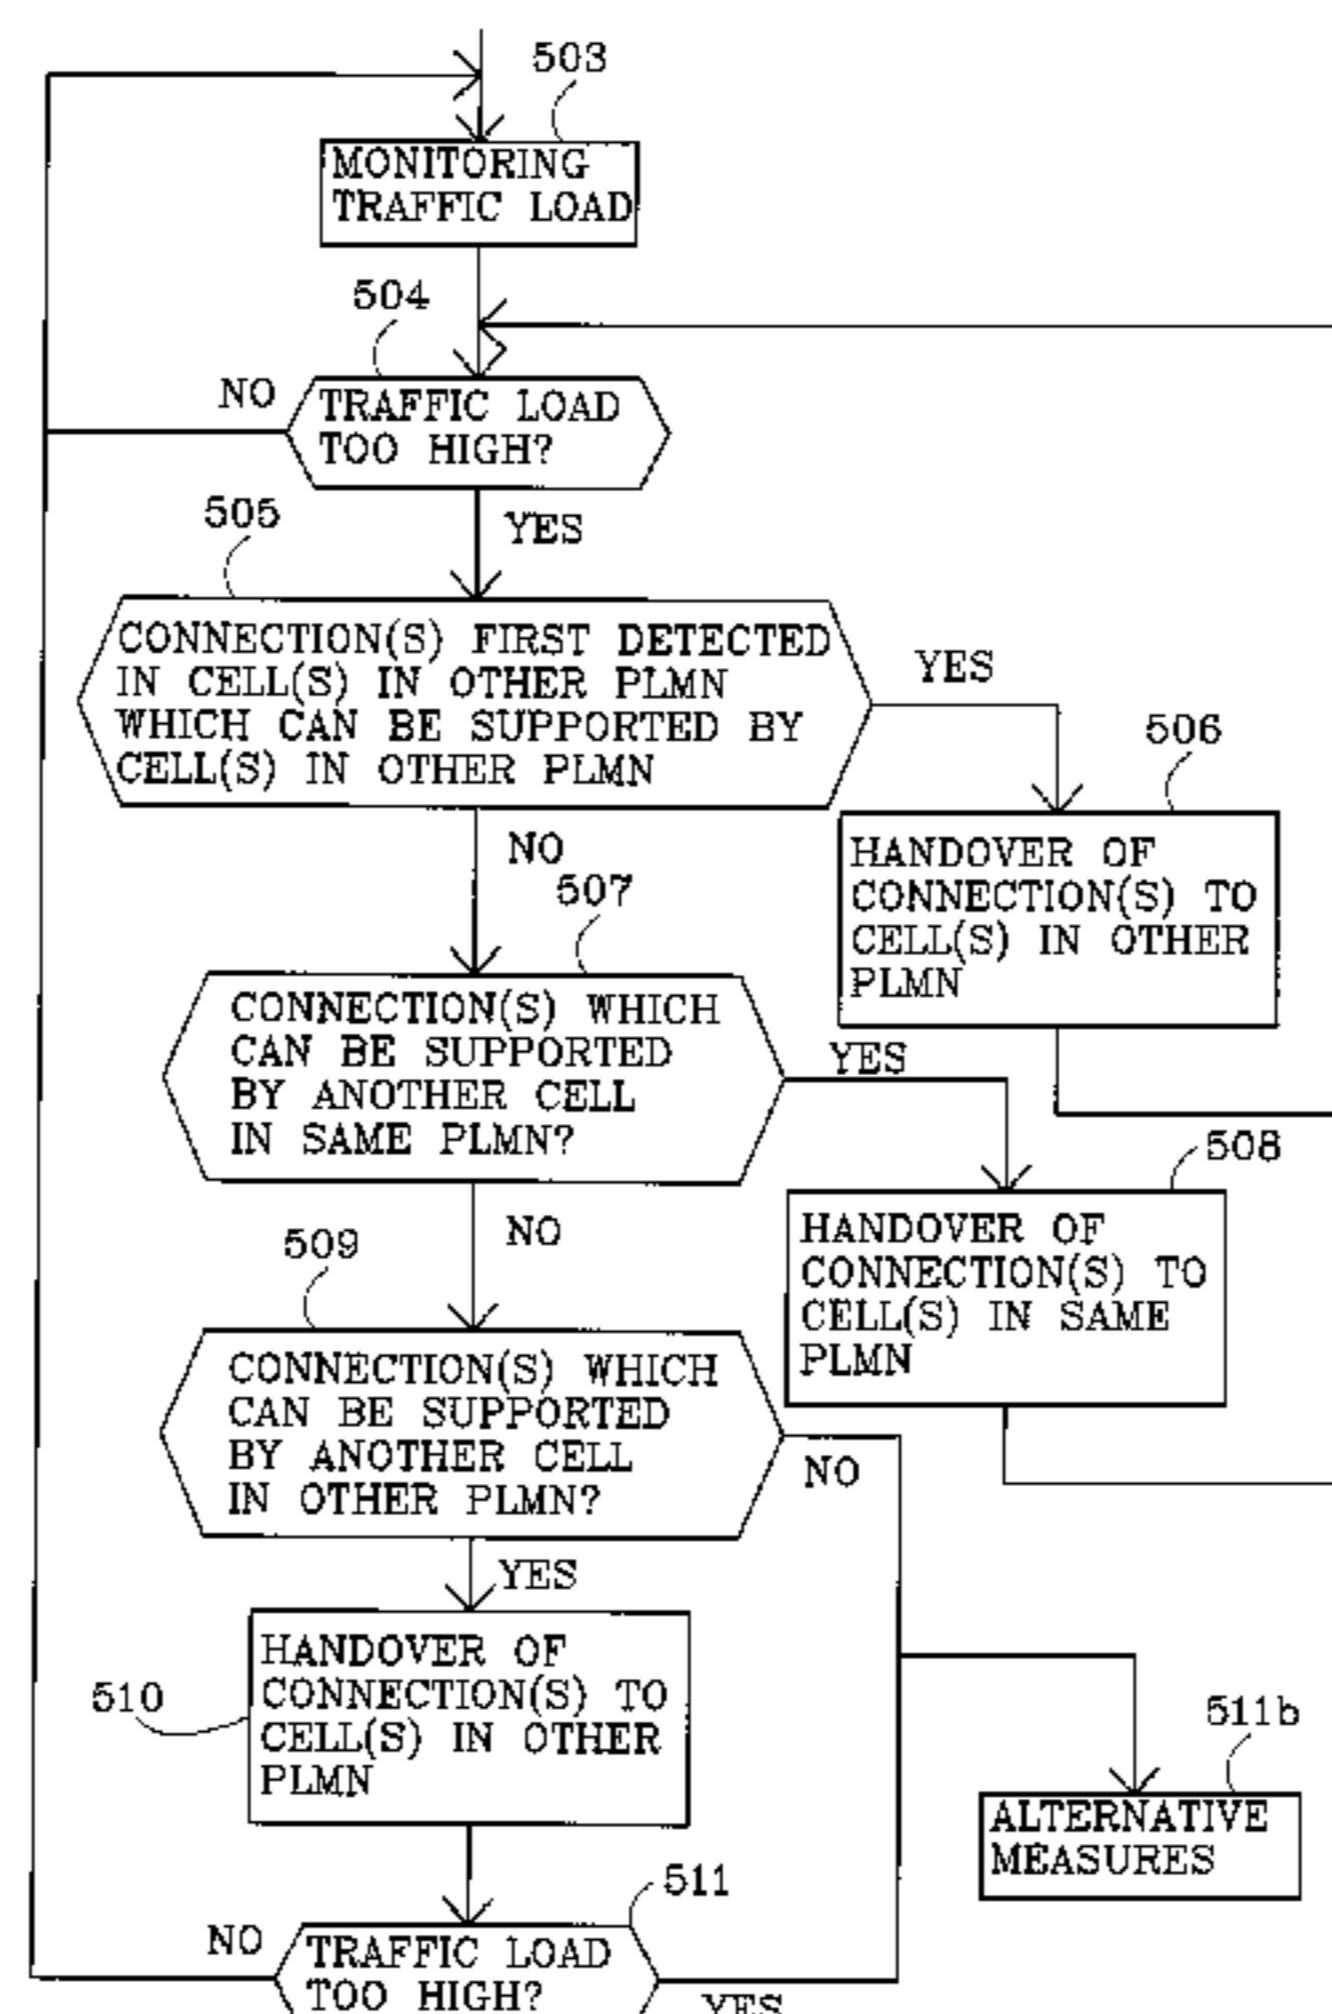 503
MONITORING
TRAFFIC LOAD
504
NO
TRAFFIC LOAD
TOO HIGH?
YES
505
CONNECTION(S) FIRST DETECTED
IN CELL(S) IN OTHER PLMN
WHICH CAN BE SUPPORTED BY
CELL(S) IN OTHER PLMN
YES
506
HANDOVER OF
CONNECTION(S) TO
CELL(S) IN OTHER
PLMN
NO
507
CONNECTION(S) WHICH
CAN BE SUPPORTED
BY ANOTHER CELL
IN SAME PLMN?
YES
508
HANDOVER OF
CONNECTION(S) TO
CELL(S) IN SAME
PLMN
NO
509
CONNECTION(S) WHICH
CAN BE SUPPORTED
BY ANOTHER CELL
IN OTHER PLMN?
NO
YES
510
HANDOVER OF
CONNECTION(S) TO
CELL(S) IN OTHER
PLMN
511b
ALTERNATIVE
MEASURES
511
NO
TRAFFIC LOAD
TOO HIGH?
YES